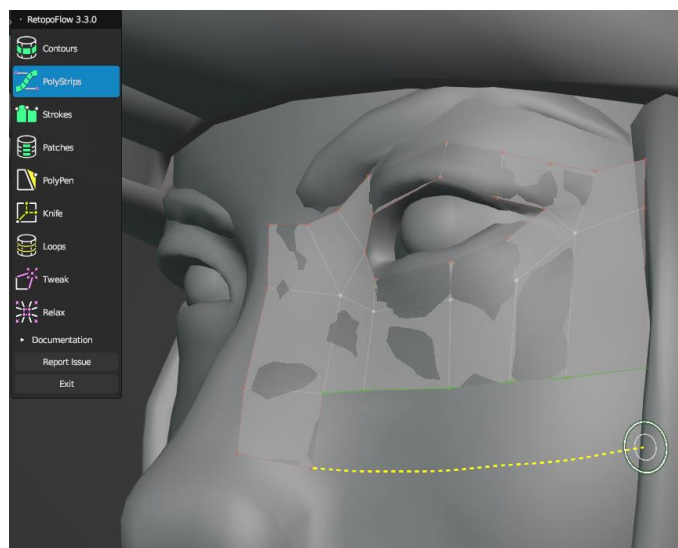 RetopoFlow 3.3.0
Contours
PolyStrips
Strokes
Patches
PolyPen
Knife
Loops
Tweak
Relax
Documentation
Report Issue
Exit